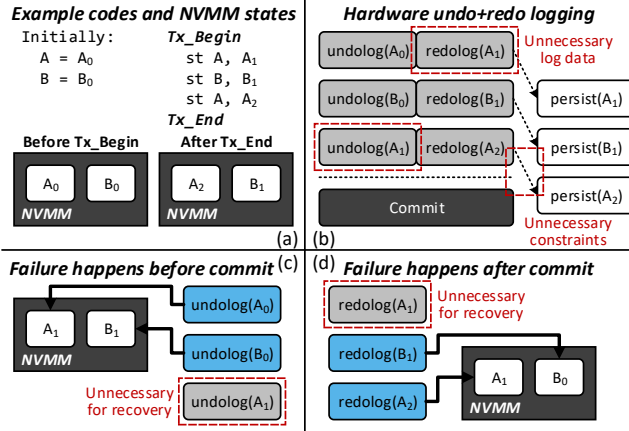 Example codes and NVMM states
Initially:
A = A₀
B = B₀
Tx_Begin
st A, A₁
st B, B₁
st A, A₂
Tx_End
Before Tx_Begin
After Tx_End
A₀
B₀
NVMM
A₂
B₁
NVMM
(a)
Hardware undo+redo logging
undolog(A₀)
redolog(A₁)
Unnecessary
log data
persist(A₁)
undolog(B₀)
redolog(B₁)
persist(B₁)
undolog(A₁)
redolog(A₂)
persist(A₂)
Commit
Unnecessary
constraints
(b)
Failure happens before commit
(c)
undolog(A₀)
A₁
B₁
NVMM
undolog(B₀)
Unnecessary
for recovery
undolog(A₁)
(d)
Failure happens after commit
redolog(A₁)
Unnecessary
for recovery
redolog(B₁)
redolog(A₂)
A₁
B₀
NVMM